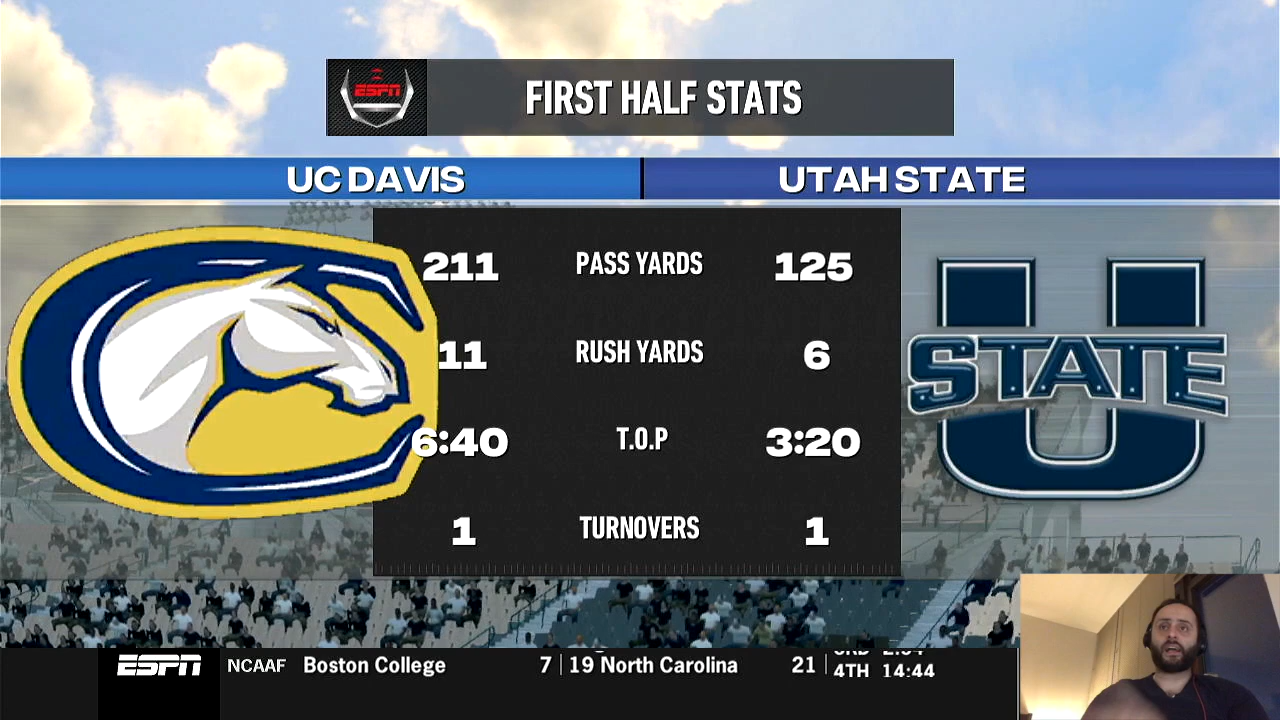 ESPN
FIRST HALF STATS
UC DAVIS
UTAH STATE
211 PASS YARDS 125
11 RUSH YARDS 6
6:40 T.O.P 3:20
1 TURNOVERS 1
U STATE
ESPN NCAAF Boston College 7 19 North Carolina 21 4TH 14:44